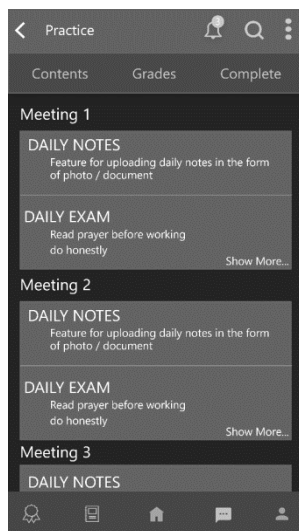 Practice
Contents Grades Complete
Meeting 1
DAILY NOTES
Feature for uploading daily notes in the form
of photo / document
DAILY EXAM
Read prayer before working
do honestly
Show More...
Meeting 2
DAILY NOTES
Feature for uploading daily notes in the form
of photo / document
DAILY EXAM
Read prayer before working
do honestly
Show More...
Meeting 3
DAILY NOTES